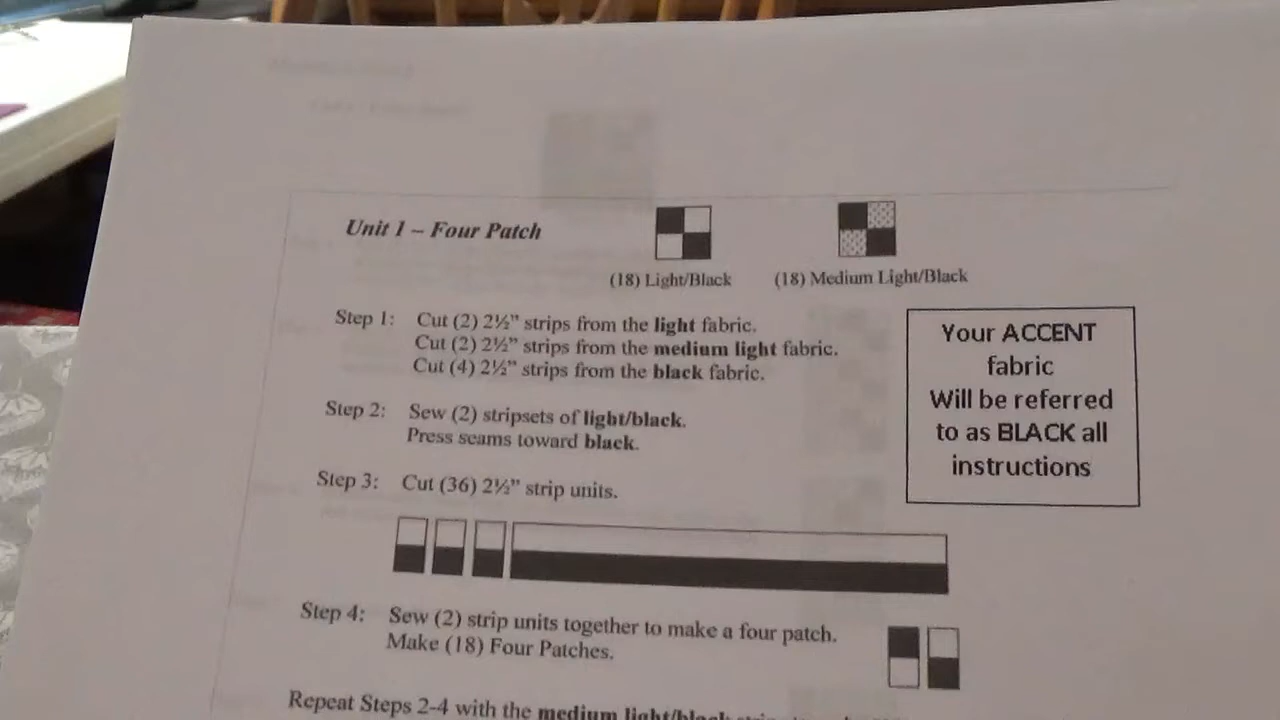 Unit 1 – Four Patch
(18) Light/Black
(18) Medium Light/Black
Step 1: Cut (2) 2½” strips from the light fabric.
Cut (2) 2½” strips from the medium light fabric.
Cut (4) 2½” strips from the black fabric.
Your ACCENT
fabric
Will be referred
to as BLACK all
instructions
Step 2: Sew (2) stripsets of light/black.
Press seams toward black.
Step 3: Cut (36) 2½” strip units.
Step 4: Sew (2) strip units together to make a four patch.
Make (18) Four Patches.
Repeat Steps 2-4 with the medium light/black